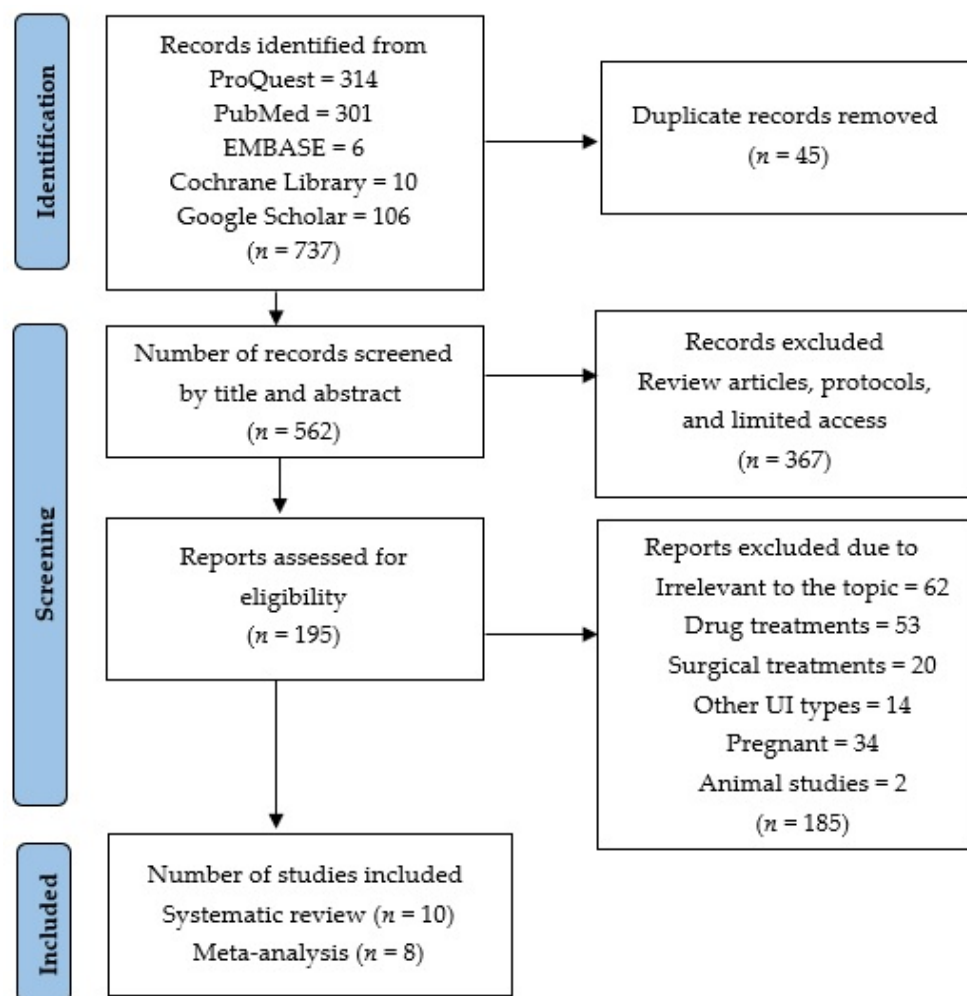 Identification
Records identified from
ProQuest = 314
PubMed = 301
EMBASE = 6
Cochrane Library = 10
Google Scholar = 106
(n = 737)
Duplicate records removed
(n = 45)
Screening
Number of records screened
by title and abstract
(n = 562)
Records excluded
Review articles, protocols,
and limited access
(n = 367)
Reports assessed for
eligibility
(n = 195)
Reports excluded due to
Irrelevant to the topic = 62
Drug treatments = 53
Surgical treatments = 20
Other UI types = 14
Pregnant = 34
Animal studies = 2
(n = 185)
Included
Number of studies included
Systematic review (n = 10)
Meta-analysis (n = 8)